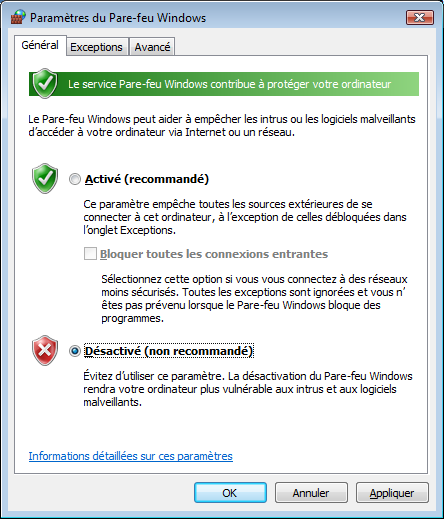 Paramètres du Pare-feu Windows
Général
Exceptions
Avancé
Le service Pare-feu Windows contribue à protéger votre ordinateur
Le Pare-feu Windows peut aider à empêcher les intrus ou les logiciels malveillants
d’accéder à votre ordinateur via Internet ou un réseau.
Activé (recommandé)
Ce paramètre empêche toutes les sources extérieures de se
connecter à cet ordinateur, à l’exception de celles débloquées dans
l’onglet Exceptions.
Bloquer toutes les connexions entrantes
Sélectionnez cette option si vous vous connectez à des réseaux
moins sécurisés. Toutes les exceptions sont ignorées et vous n’
êtes pas prévenu lorsque le Pare-feu Windows bloque des
programmes.
Désactivé (non recommandé)
Évitez d’utiliser ce paramètre. La désactivation du Pare-feu Windows
rendra votre ordinateur plus vulnérable aux intrus et aux logiciels
malveillants.
Informations détaillées sur ces paramètres
OK
Annuler
Appliquer